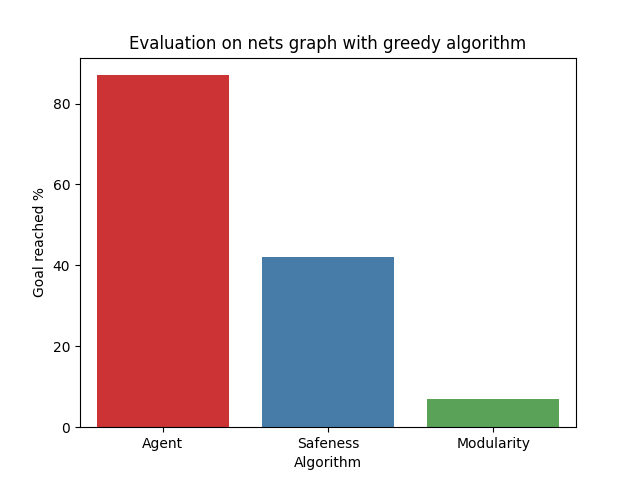 Evaluation on nets graph with greedy algorithm
Goal reached %
80
60
40
20
0
Agent
Safeness
Modularity
Algorithm